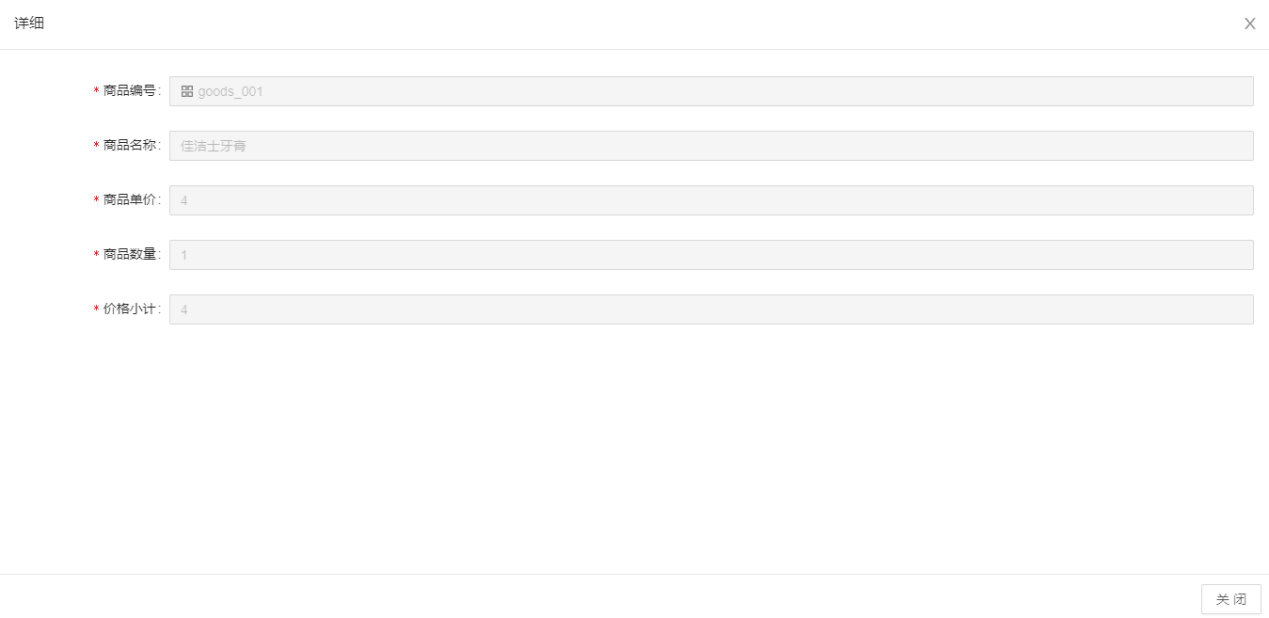 详细
* 商品编号: goods_001
* 商品名称: 佳洁士牙膏
* 商品单价: 4
* 商品数量: 1
* 价格小计: 4
关 闭